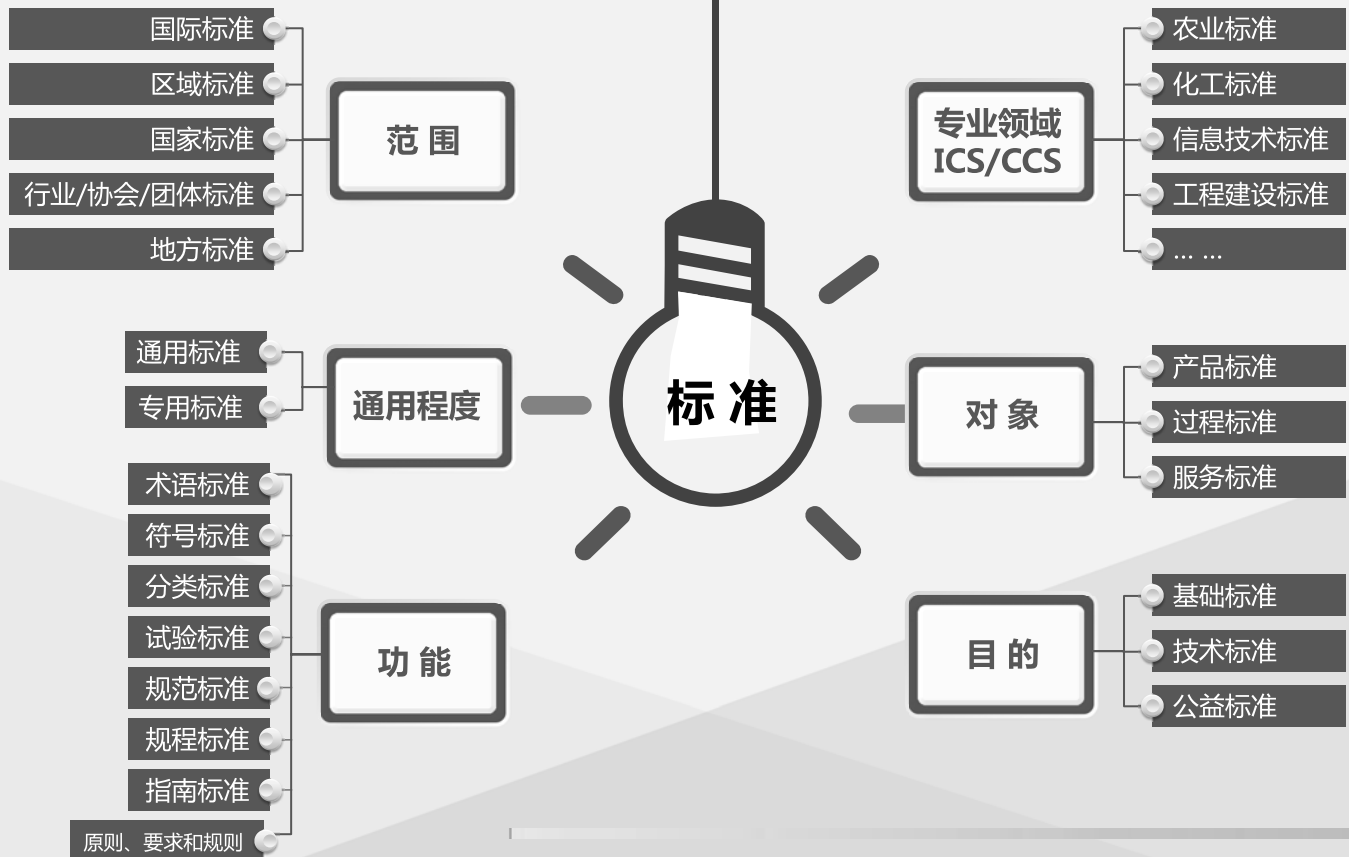 国际标准
区域标准
国家标准
行业/协会/团体标准
地方标准
范 围
通用标准
专用标准
通用程度
术语标准
符号标准
分类标准
试验标准
规范标准
规程标准
指南标准
原则、要求和规则
功 能
标 准
专业领域
ICS/CCS
农业标准
化工标准
信息技术标准
工程建设标准
... ...
对 象
产品标准
过程标准
服务标准
目 的
基础标准
技术标准
公益标准